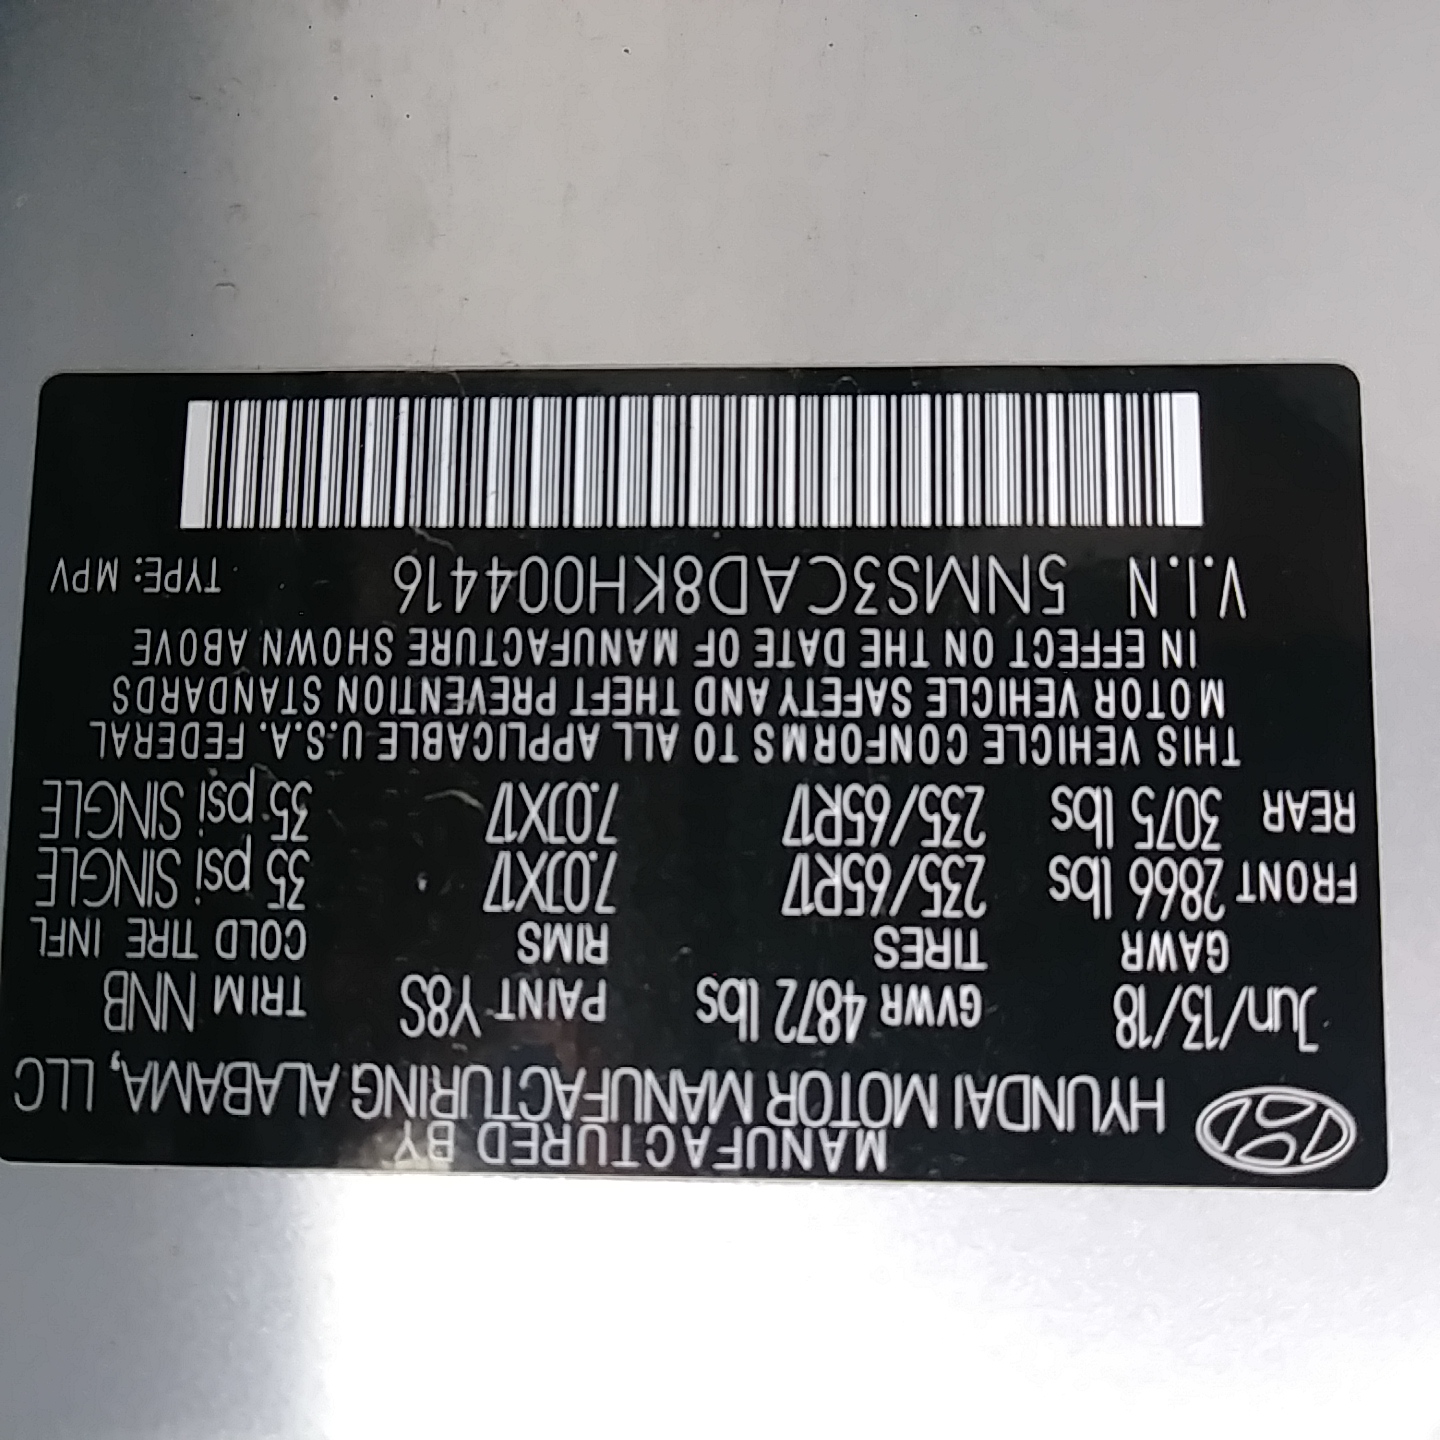 MANUFACTURED BY
HYUNDAI MOTOR MANUFACTURING ALABAMA, LLC
Jun/13/18 GVWR 4872 lbs PAINT Y8S TRIM NNB
GAWR TIRES RIMS COLD TIRE INFL
FRONT 2866 lbs 235/65R17 7.0JX17 35 psi SINGLE
REAR 3075 lbs 235/65R17 7.0JX17 35 psi SINGLE
THIS VEHICLE CONFORMS TO ALL APPLICABLE U.S.A. FEDERAL
MOTOR VEHICLE SAFETY AND THEFT PREVENTION STANDARDS
IN EFFECT ON THE DATE OF MANUFACTURE SHOWN ABOVE
V.I.N 5NMS3CAD8KH004416 TYPE: MPV